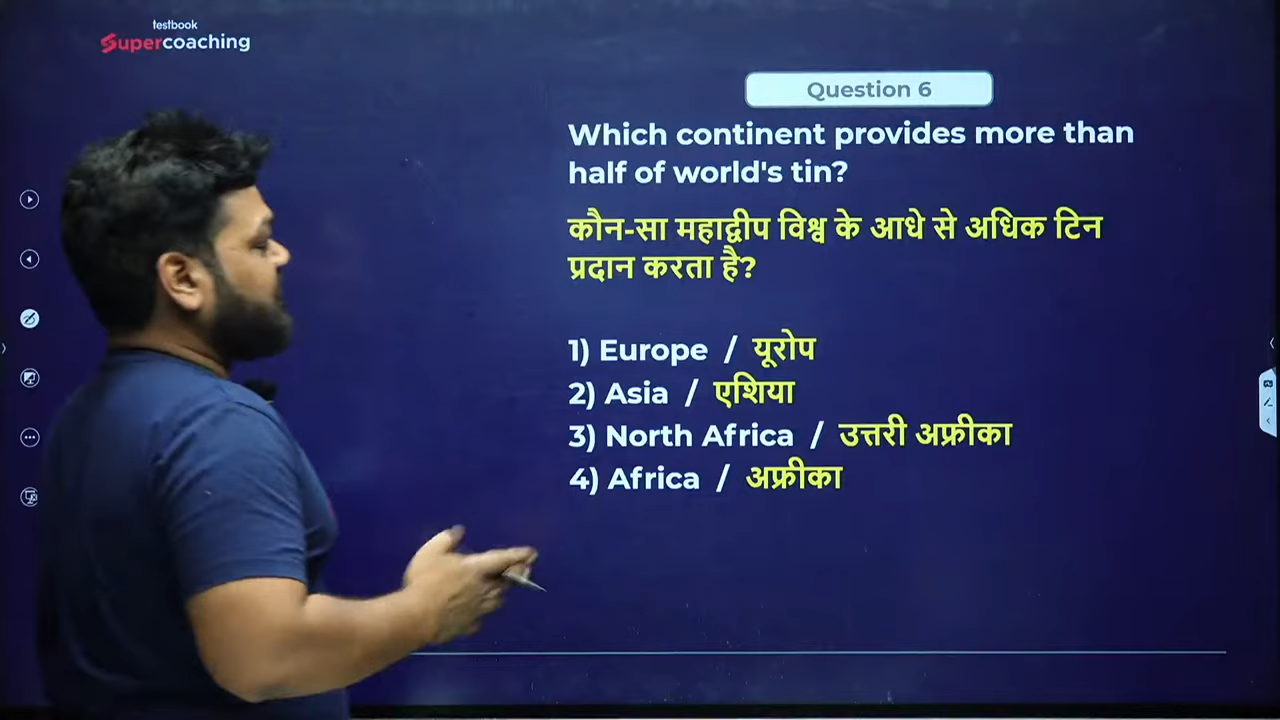 testbook
Supercoaching
Question 6
Which continent provides more than
half of world's tin?
कौन-सा महाद्वीप विश्व के आधे से अधिक टिन
प्रदान करता है?
1) Europe / यूरोप
2) Asia / एशिया
3) North Africa / उत्तरी अफ्रीका
4) Africa / अफ्रीका